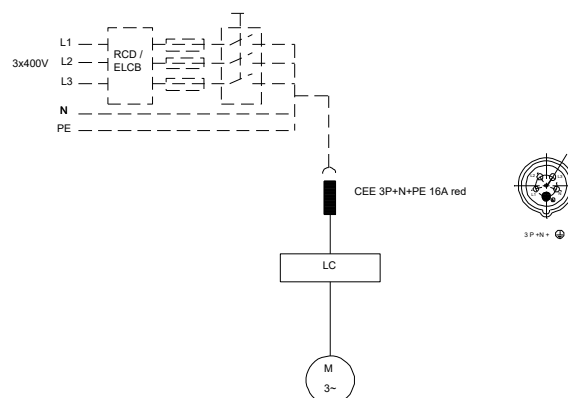 L1
3x400V
L2
L3
RCD /
ELCB
N
PE
CEE 3P+N+PE 16A red
3 P +N +
LC
M
3~